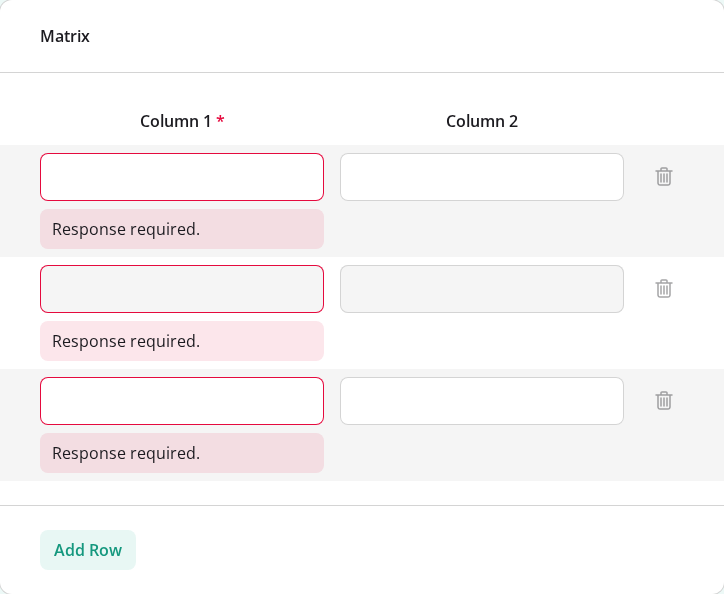 Matrix
Column 1 * Column 2
Response required.
Response required.
Response required.
Add Row